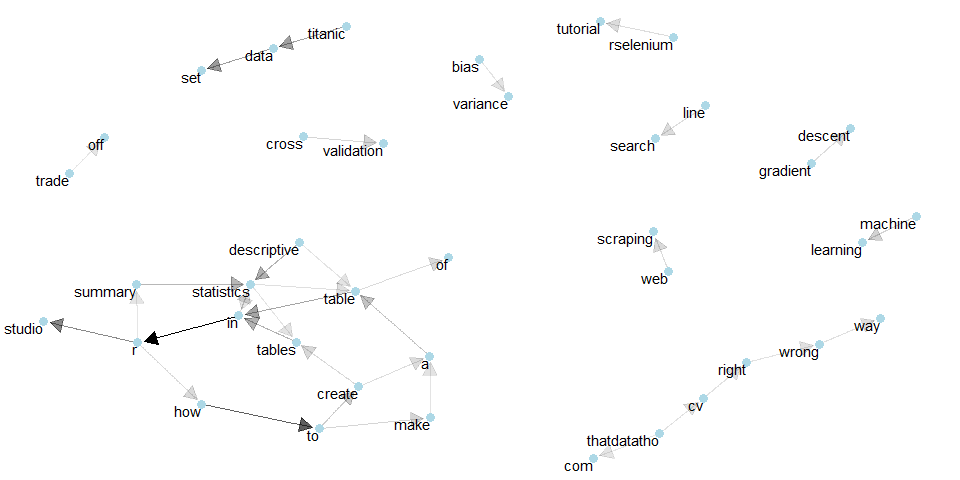 titanic
data
set
tutorial
rselenium
bias
variance
line
search
off
trade
cross
validation
descent
gradient
machine
learning
scraping
web
descriptive
of
summary
statistics
table
studio
in
r
tables
a
create
how
to
make
way
wrong
right
cv
thatdatatho
com